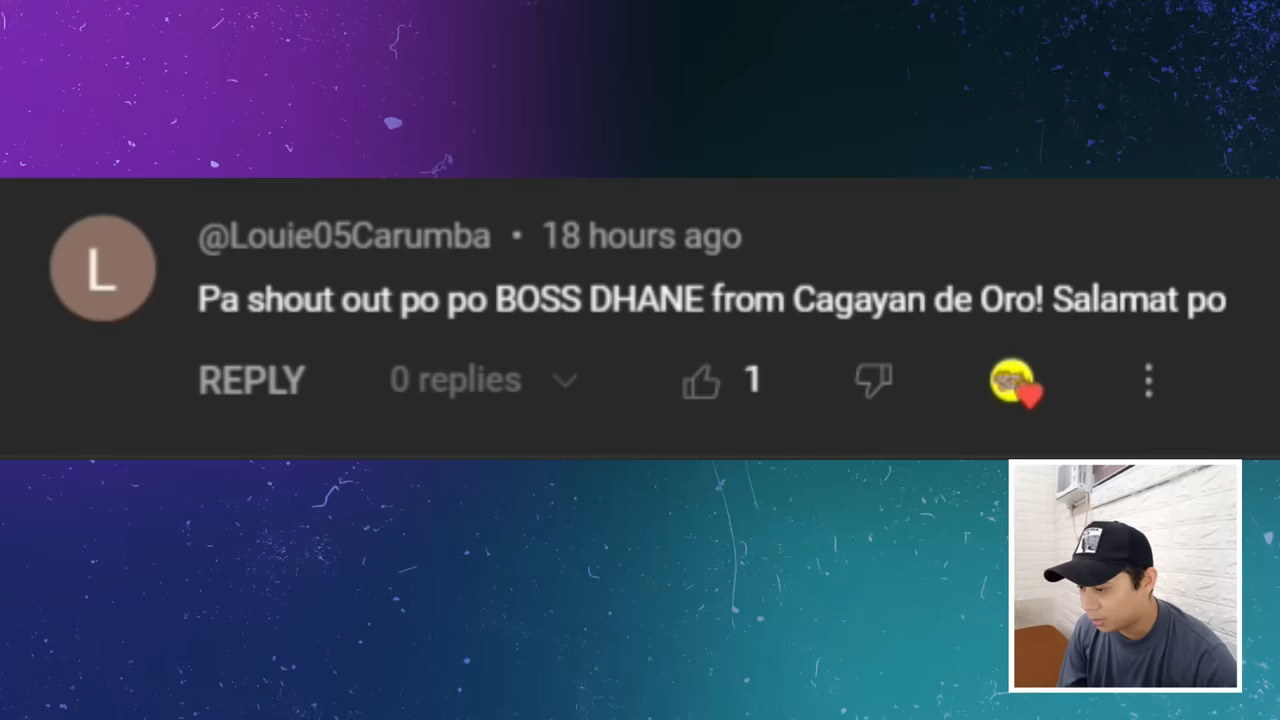 L
@Louie05Carumba • 18 hours ago
Pa shout out po po BOSS DHANE from Cagayan de Oro! Salamat po
REPLY 0 replies 1